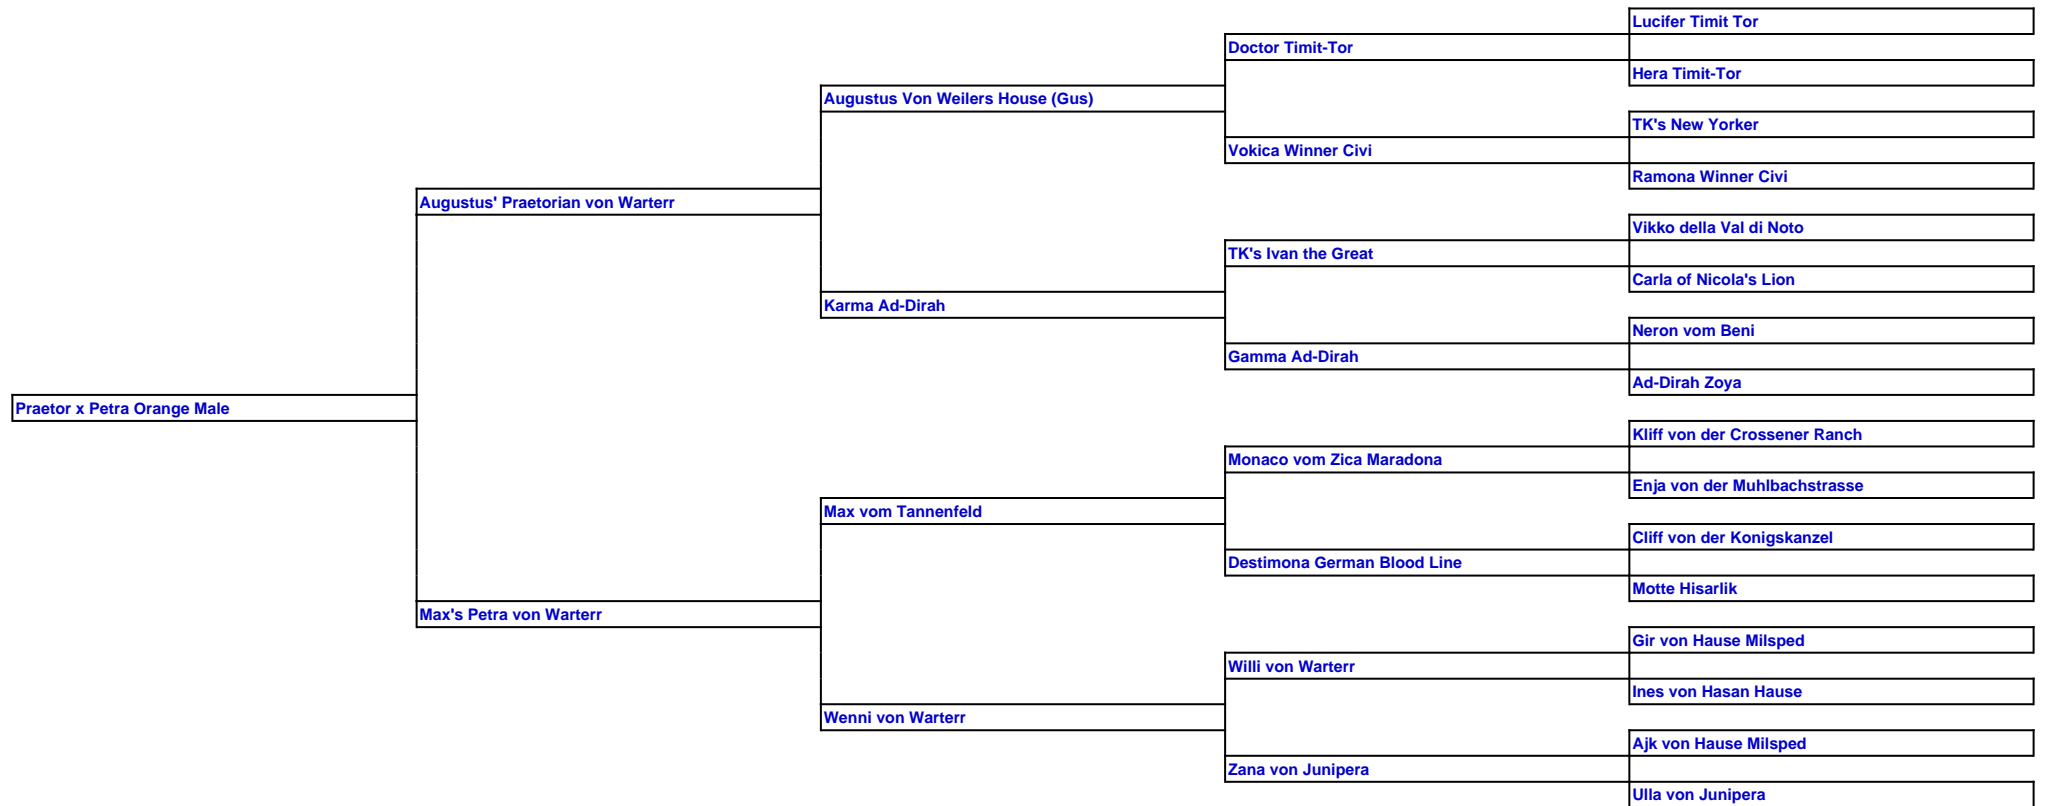 Lucifer Timit Tor
Doctor Timit-Tor
Hera Timit-Tor
Augustus Von Weilers House (Gus)
TK's New Yorker
Vokica Winner Civi
Ramona Winner Civi
Augustus' Praetorian von Warterr
Vikko della Val di Noto
TK's Ivan the Great
Carla of Nicola's Lion
Karma Ad-Dirah
Neron vom Beni
Gamma Ad-Dirah
Ad-Dirah Zoya
Praetor x Petra Orange Male
Kliff von der Crossener Ranch
Monaco vom Zica Maradona
Enja von der Muhlbachstrasse
Max vom Tannenfeld
Cliff von der Konigskanzel
Destimona German Blood Line
Motte Hisarlik
Max's Petra von Warterr
Gir von Hause Milsped
Willi von Warterr
Ines von Hasan Hause
Wenni von Warterr
Ajk von Hause Milsped
Zana von Junipera
Ulla von Junipera